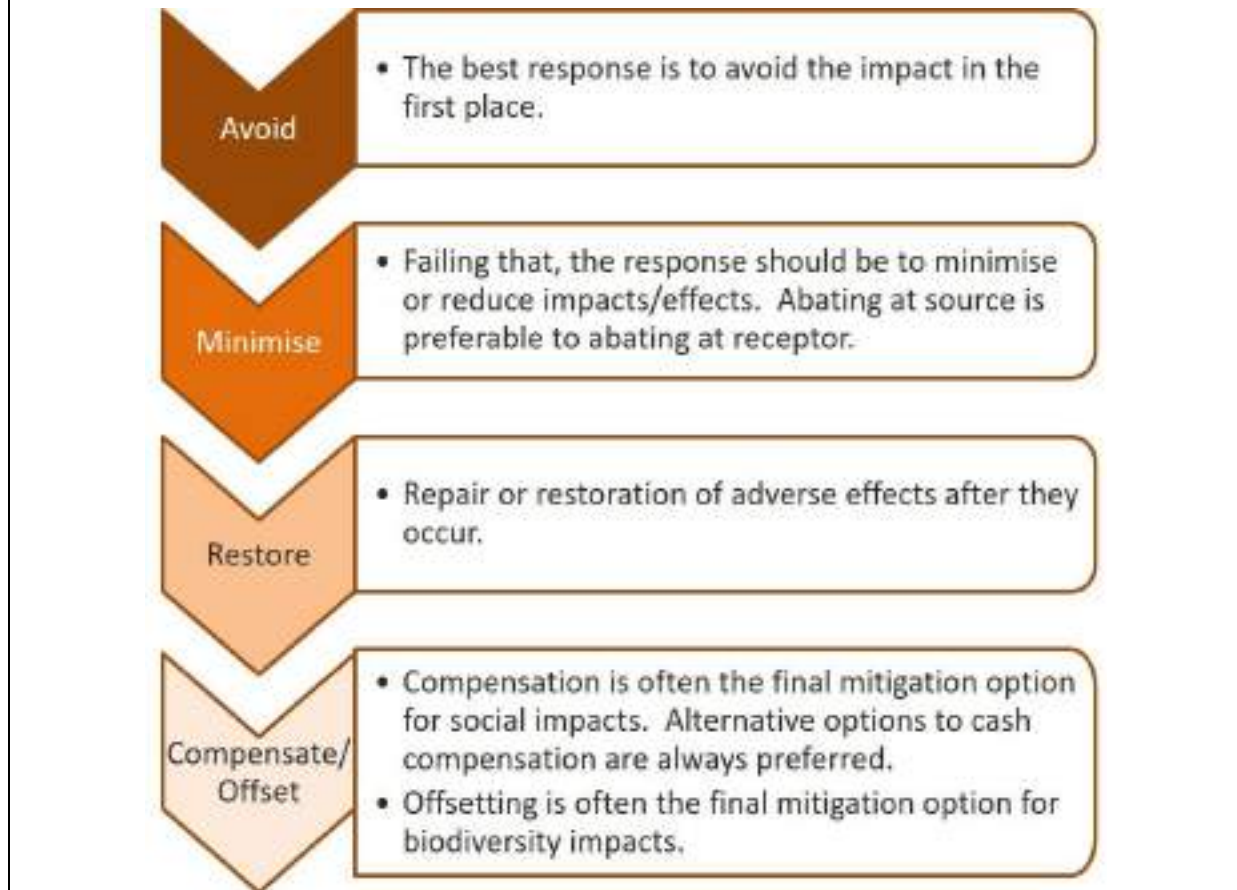 Avoid
• The best response is to avoid the impact in the
first place.
Minimise
• Failing that, the response should be to minimise
or reduce impacts/effects.  Abating at source is
preferable to abating at receptor.
Restore
• Repair or restoration of adverse effects after they
occur.
Compensate/
Offset
• Compensation is often the final mitigation option
for social impacts.  Alternative options to cash
compensation are always preferred.
• Offsetting is often the final mitigation option for
biodiversity impacts.